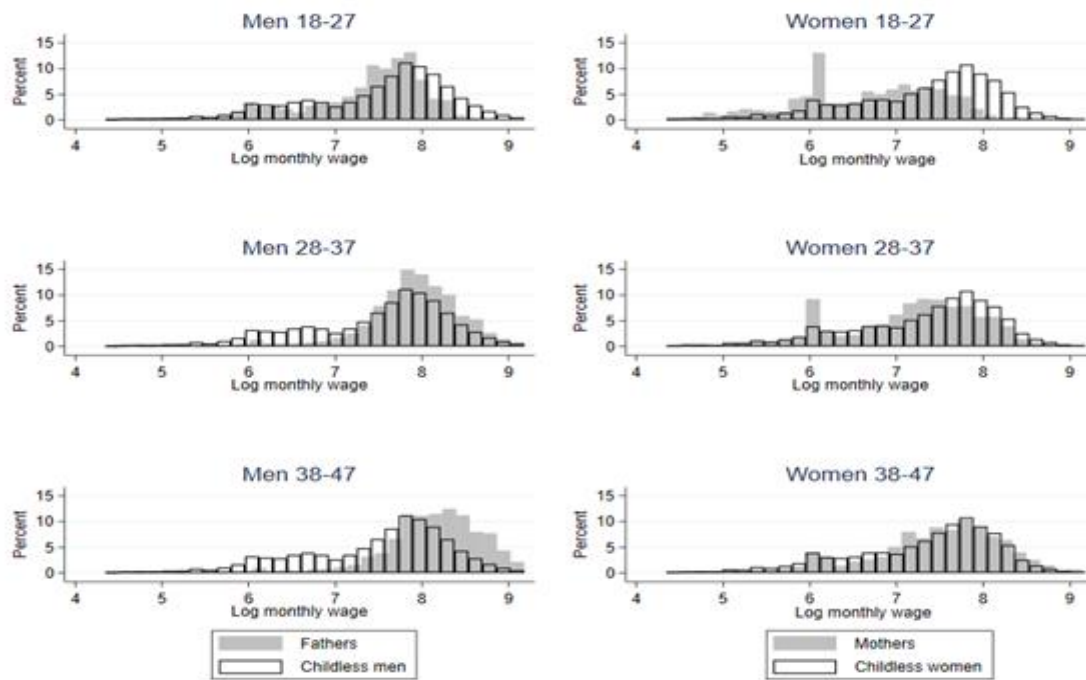 Men 18-27
15
10
5
0
Percent
4 5 6 7 8 9
Log monthly wage
Women 18-27
15
10
5
0
Percent
4 5 6 7 8 9
Log monthly wage
Men 28-37
15
10
5
0
Percent
4 5 6 7 8 9
Log monthly wage
Women 28-37
15
10
5
0
Percent
4 5 6 7 8 9
Log monthly wage
Men 38-47
15
10
5
0
Percent
4 5 6 7 8 9
Log monthly wage
Women 38-47
15
10
5
0
Percent
4 5 6 7 8 9
Log monthly wage
Fathers
Childless men
Mothers
Childless women